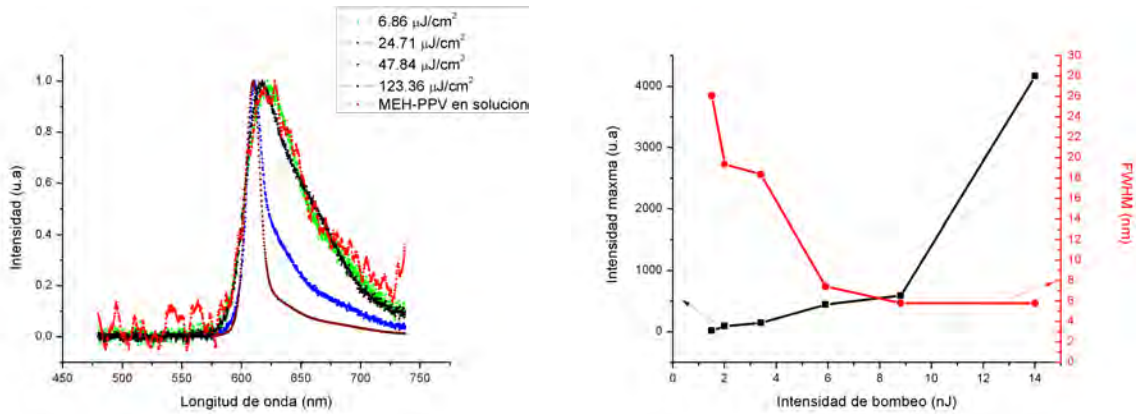 6.86 μJ/cm²
24.71 μJ/cm²
47.84 μJ/cm²
123.36 μJ/cm²
MEH-PPV en solucion
1.0
0.8
0.6
0.4
0.2
0.0
Intensidad (u.a)
450 500 550 600 650 700 750
Longitud de onda (nm)
4000
3000
2000
1000
0
Intensidad maxma (u.a)
0 2 4 6 8 10 12 14
Intensidad de bombeo (nJ)
30
28
26
24
22
20
18
16
14
12
10
8
6
4
2
0
FWHM (nm)